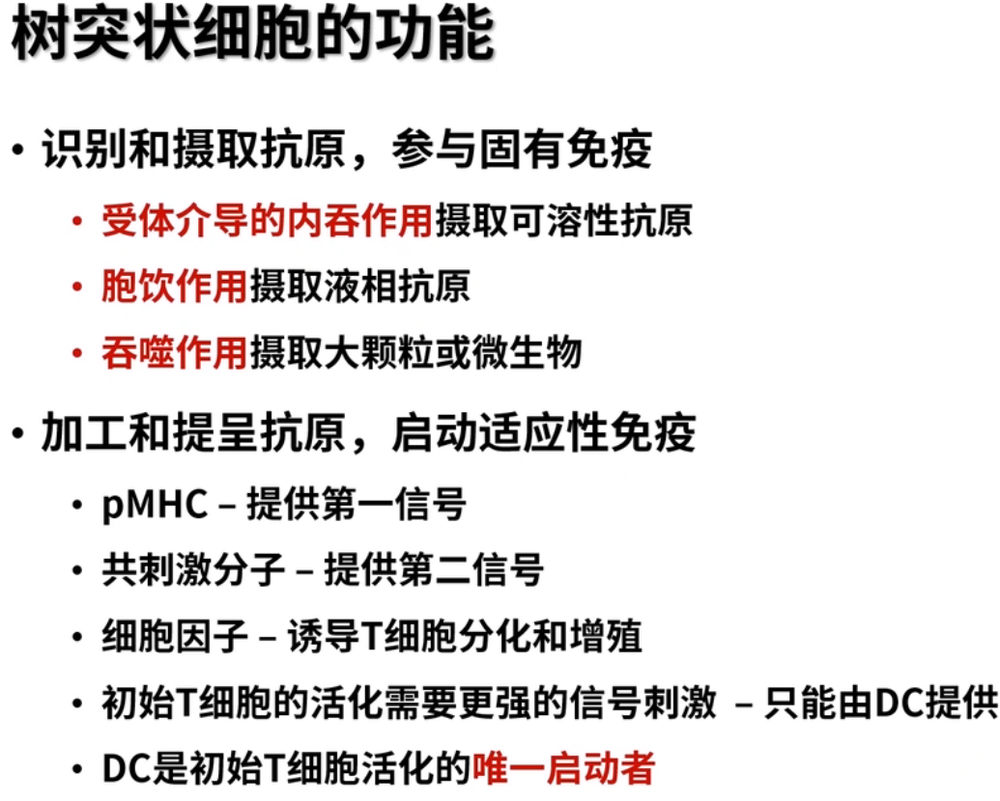 树突状细胞的功能
• 识别和摄取抗原，参与固有免疫
• 受体介导的内吞作用摄取可溶性抗原
• 胞饮作用摄取液相抗原
• 吞噬作用摄取大颗粒或微生物
• 加工和提呈抗原，启动适应性免疫
• pMHC – 提供第一信号
• 共刺激分子 – 提供第二信号
• 细胞因子 – 诱导T细胞分化和增殖
• 初始T细胞的活化需要更强的信号刺激 – 只能由DC提供
• DC是初始T细胞活化的唯一启动者